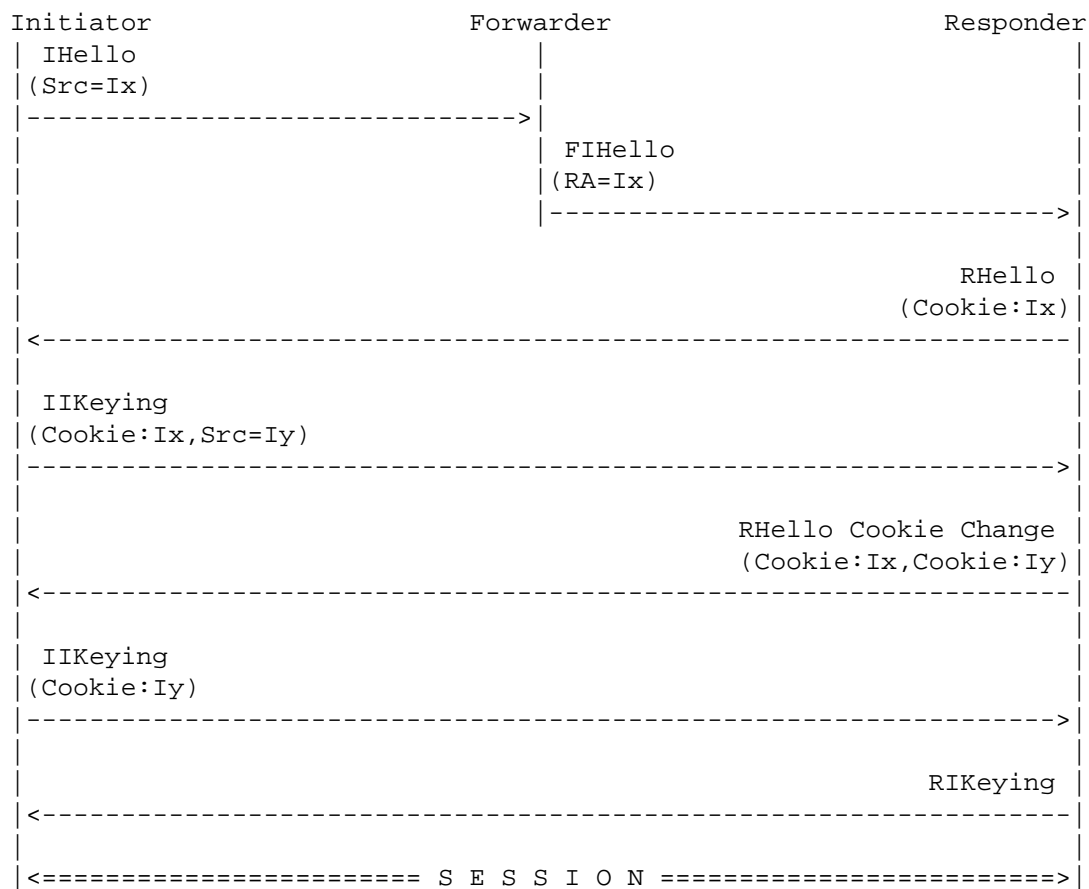 Initiator Forwarder Responder
IHello
(Src=Ix)
FIHello
(RA=Ix)
RHello
(Cookie:Ix)
IIKeying
(Cookie:Ix,Src=Iy)
RHello Cookie Change
(Cookie:Ix,Cookie:Iy)
IIKeying
(Cookie:Iy)
RIKeying
S E S S I O N